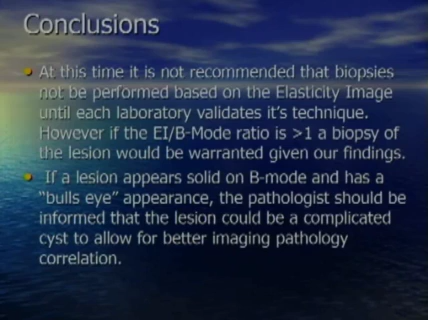 Conclusions
At this time it is not recommended that biopsies
not be performed based on the Elasticity Image
until each laboratory validates it's technique.
However if the EI/B-Mode ratio is >1 a biopsy of
the lesion would be warranted given our findings.
If a lesion appears solid on B-mode and has a
"bulls eye" appearance, the pathologist should be
informed that the lesion could be a complicated
cyst to allow for better imaging pathology
correlation.